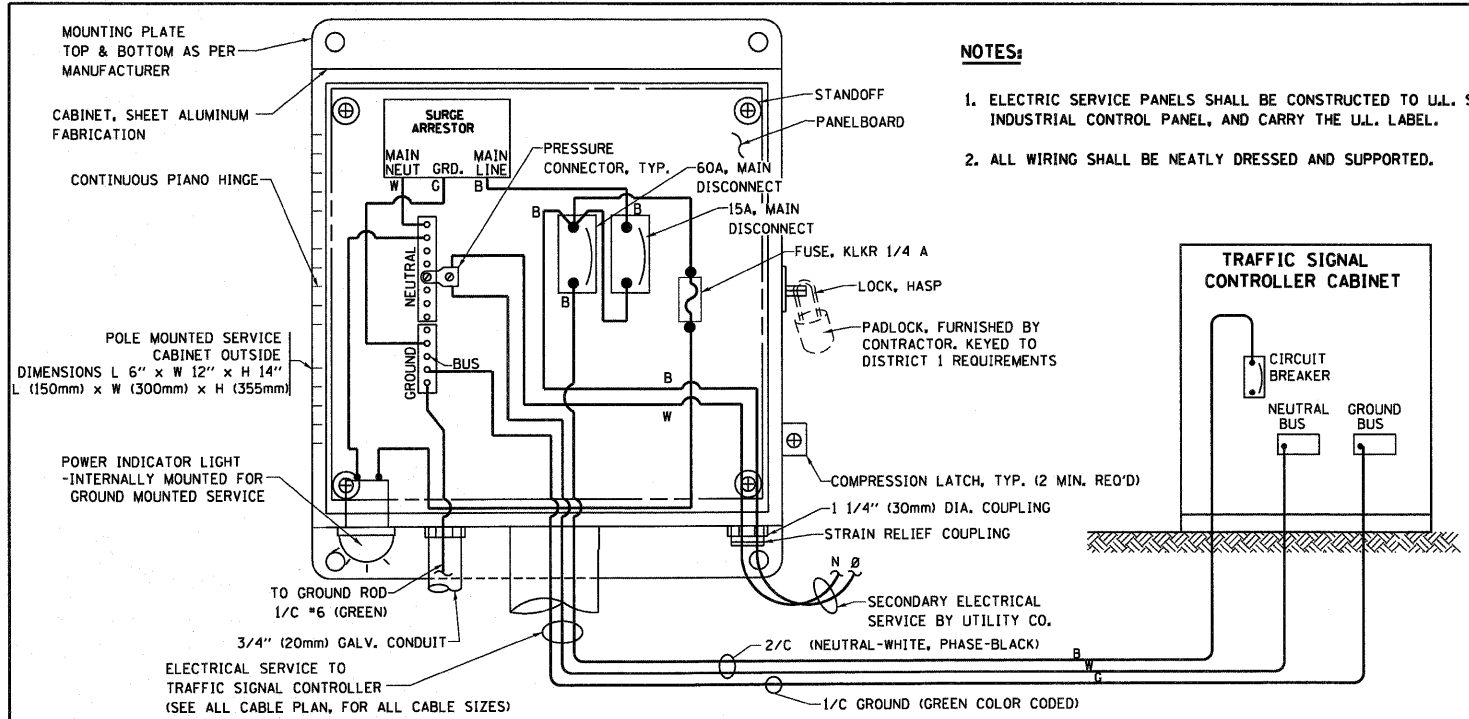 MOUNTING PLATE
TOP & BOTTOM AS PER
MANUFACTURER
CABINET, SHEET ALUMINUM
FABRICATION
CONTINUOUS PIANO HINGE
POLE MOUNTED SERVICE
CABINET OUTSIDE
DIMENSIONS L 6" x W 12" x H 14"
L (150mm) x W (300mm) x H (355mm)
POWER INDICATOR LIGHT
-INTERNALLY MOUNTED FOR
GROUND MOUNTED SERVICE
SURGE
ARRESTOR
MAIN
NEUT
GRD.
MAIN
LINE
W
G
B
PRESSURE
CONNECTOR, TYP.
NEUTRAL
GROUND
BUS
B
B
B
B
W
STANDOFF
PANELBOARD
60A, MAIN
DISCONNECT
15A, MAIN
DISCONNECT
FUSE, KLKR 1/4 A
LOCK, HASP
PADLOCK, FURNISHED BY
CONTRACTOR. KEYED TO
DISTRICT 1 REQUIREMENTS
COMPRESSION LATCH, TYP. (2 MIN. REQ'D)
1 1/4" (30mm) DIA. COUPLING
STRAIN RELIEF COUPLING
N Ø
SECONDARY ELECTRICAL
SERVICE BY UTILITY CO.
TO GROUND ROD
1/C #6 (GREEN)
3/4" (20mm) GALV. CONDUIT
ELECTRICAL SERVICE TO
TRAFFIC SIGNAL CONTROLLER
(SEE ALL CABLE PLAN, FOR ALL CABLE SIZES)
2/C (NEUTRAL-WHITE, PHASE-BLACK)
B
W
G
1/C GROUND (GREEN COLOR CODED)
NOTES:
1. ELECTRIC SERVICE PANELS SHALL BE CONSTRUCTED TO U.L. S
INDUSTRIAL CONTROL PANEL, AND CARRY THE U.L. LABEL.
2. ALL WIRING SHALL BE NEATLY DRESSED AND SUPPORTED.
TRAFFIC SIGNAL
CONTROLLER CABINET
CIRCUIT
BREAKER
NEUTRAL
BUS
GROUND
BUS